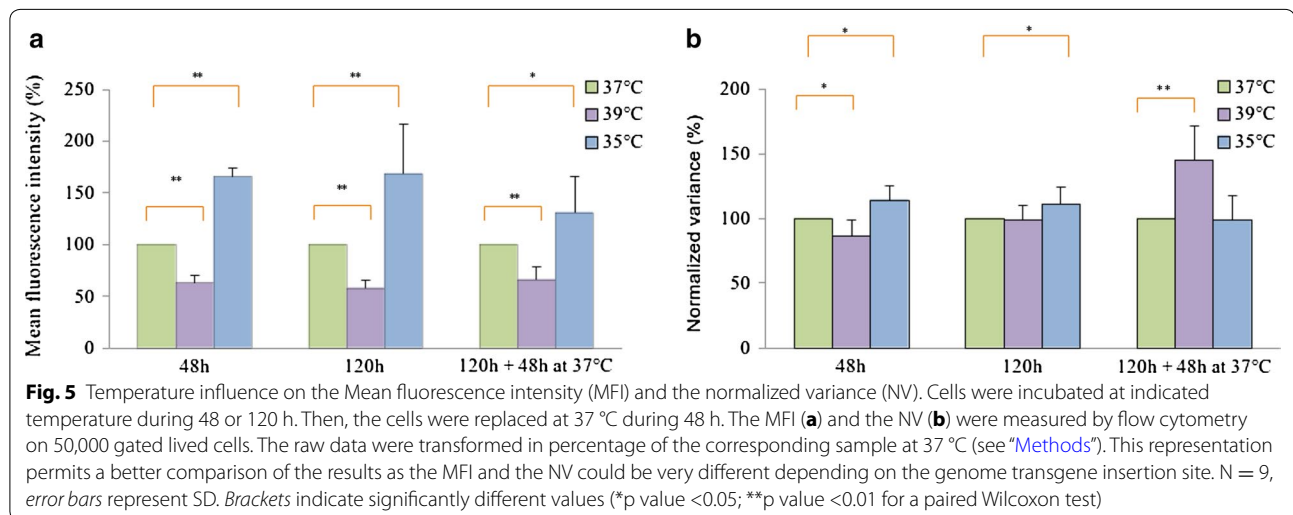 a
Mean fluorescence intensity (%)
250
200
150
100
50
0
** ** *
** ** **
37°C
39°C
35°C
48h 120h 120h + 48h at 37°C
b
Normalized variance (%)
200
150
100
50
0
* *
* **
37°C
39°C
35°C
48h 120h 120h + 48h at 37°C
Fig. 5 Temperature influence on the Mean fluorescence intensity (MFI) and the normalized variance (NV). Cells were incubated at indicated
temperature during 48 or 120 h. Then, the cells were replaced at 37 °C during 48 h. The MFI (a) and the NV (b) were measured by flow cytometry
on 50,000 gated lived cells. The raw data were transformed in percentage of the corresponding sample at 37 °C (see "Methods"). This representation
permits a better comparison of the results as the MFI and the NV could be very different depending on the genome transgene insertion site. N = 9,
error bars represent SD. Brackets indicate significantly different values (*p value <0.05; **p value <0.01 for a paired Wilcoxon test)